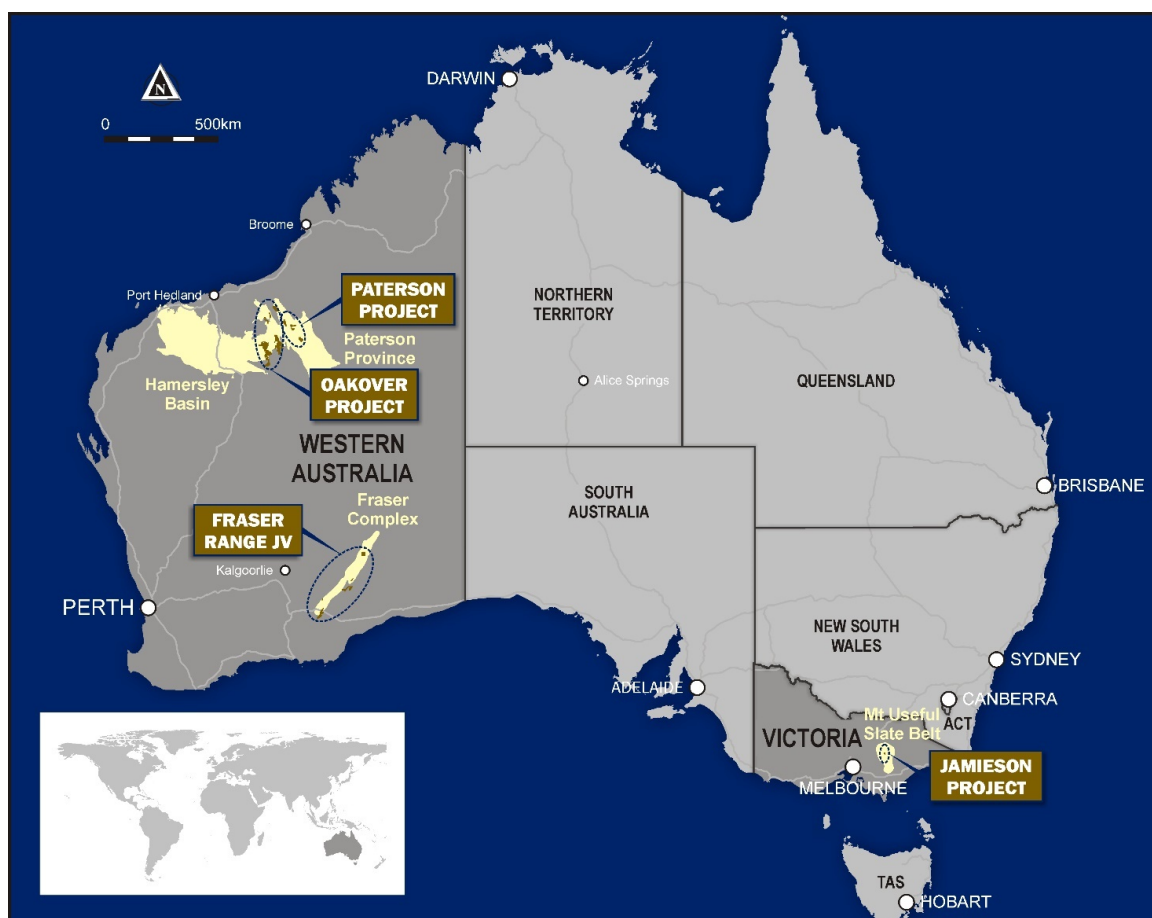 DARWIN
N
0 500km
Broome
Port Hedland
PATERSON
PROJECT
Paterson
Province
Hamersley
Basin
OAKOVER
PROJECT
NORTHERN
TERRITORY
Alice Springs
QUEENSLAND
WESTERN
AUSTRALIA
Fraser
Complex
FRASER
RANGE JV
Kalgoorlie
PERTH
SOUTH
AUSTRALIA
BRISBANE
NEW SOUTH
WALES
SYDNEY
ADELAIDE
CANBERRA
ACT
Mt Useful
Slate Belt
VICTORIA
MELBOURNE
JAMIESON
PROJECT
TAS
HOBART